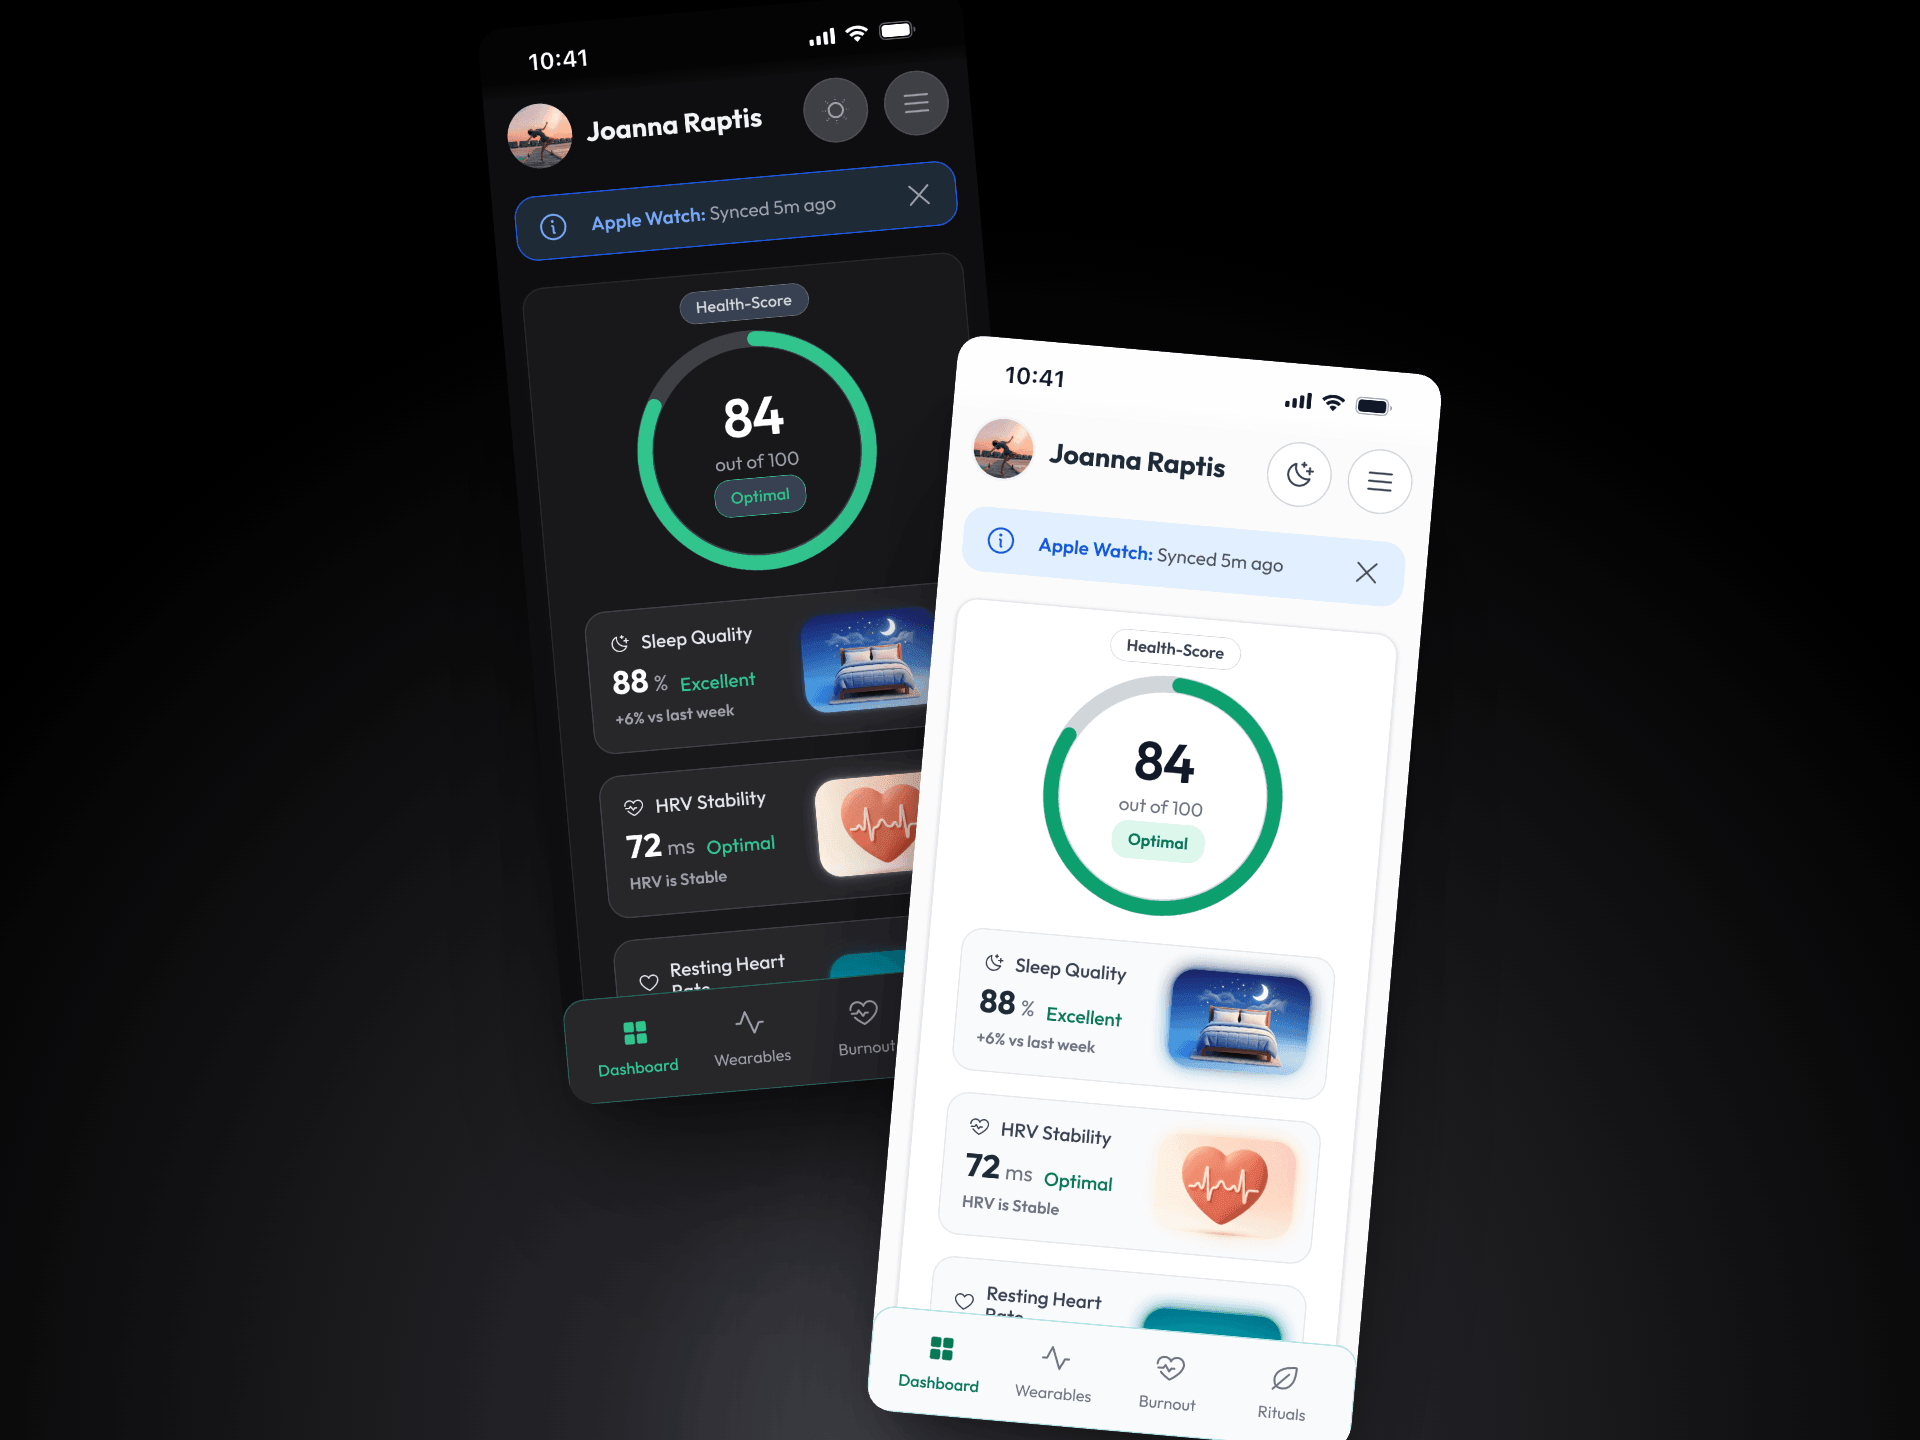 10:41
Joanna Raptis
Apple Watch: Synced 5m ago
Health-Score
84
out of 100
Optimal
Sleep Quality
88 % Excellent
+6% vs last week
HRV Stability
72 ms Optimal
HRV is Stable
Resting Heart
Rate
Dashboard
Wearables
Burnout
10:41
Joanna Raptis
Apple Watch: Synced 5m ago
Health-Score
84
out of 100
Optimal
Sleep Quality
88 % Excellent
+6% vs last week
HRV Stability
72 ms Optimal
HRV is Stable
Resting Heart
Rate
Dashboard
Wearables
Burnout
Rituals